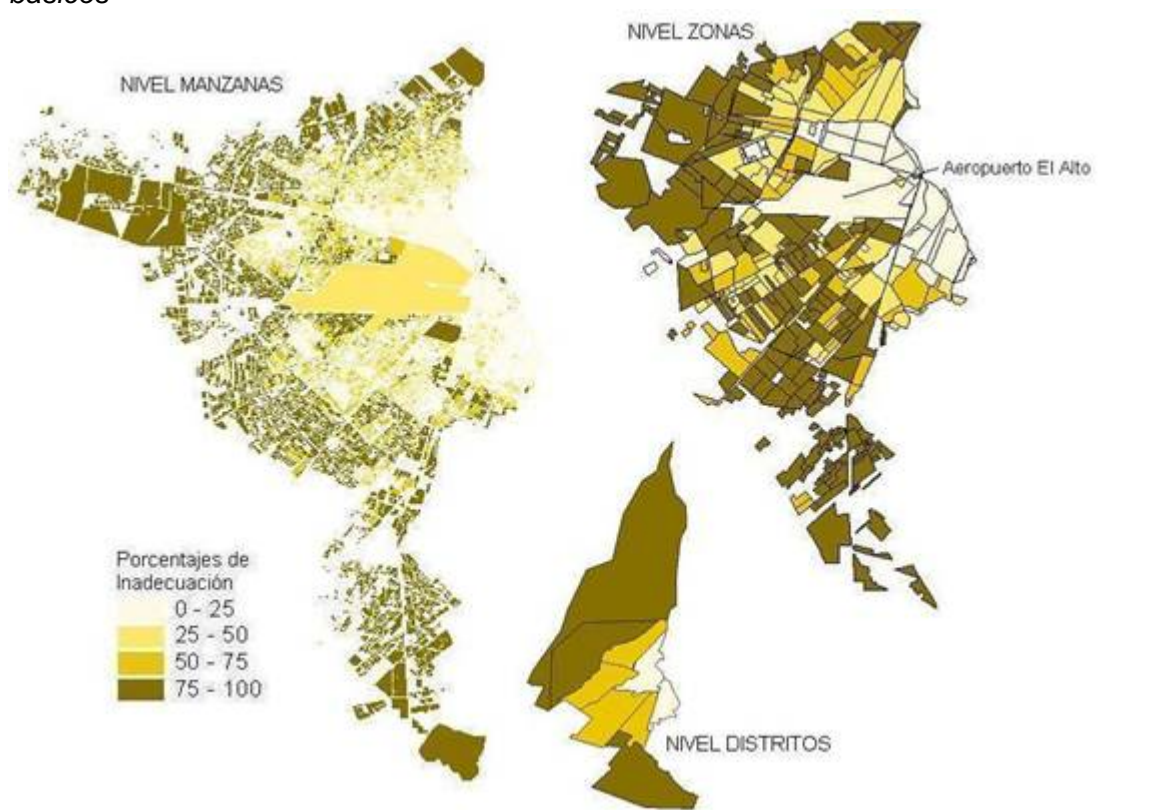 básicos
NIVEL ZONAS
NIVEL MANZANAS
Aeropuerto El Alto
Porcentajes de
Inadecuación
0 - 25
25 - 50
50 - 75
75 - 100
NIVEL DISTRITOS